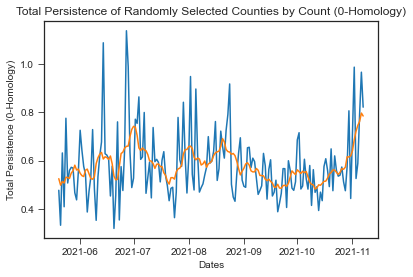 Total Persistence of Randomly Selected Counties by Count (0-Homology)
Total Persistence (0-Homology)
1.0
0.8
0.6
0.4
2021-06 2021-07 2021-08 2021-09 2021-10 2021-11
Dates